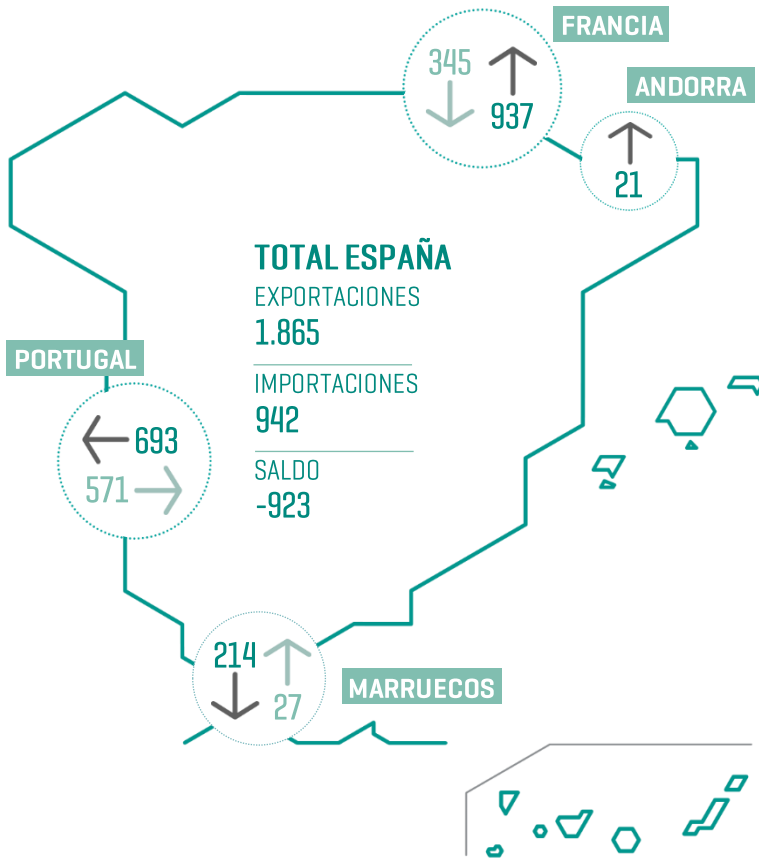 FRANCIA
345
937
ANDORRA
21
TOTAL ESPAÑA
EXPORTACIONES
1.865
IMPORTACIONES
942
SALDO
-923
PORTUGAL
693
571
214
27
MARRUECOS